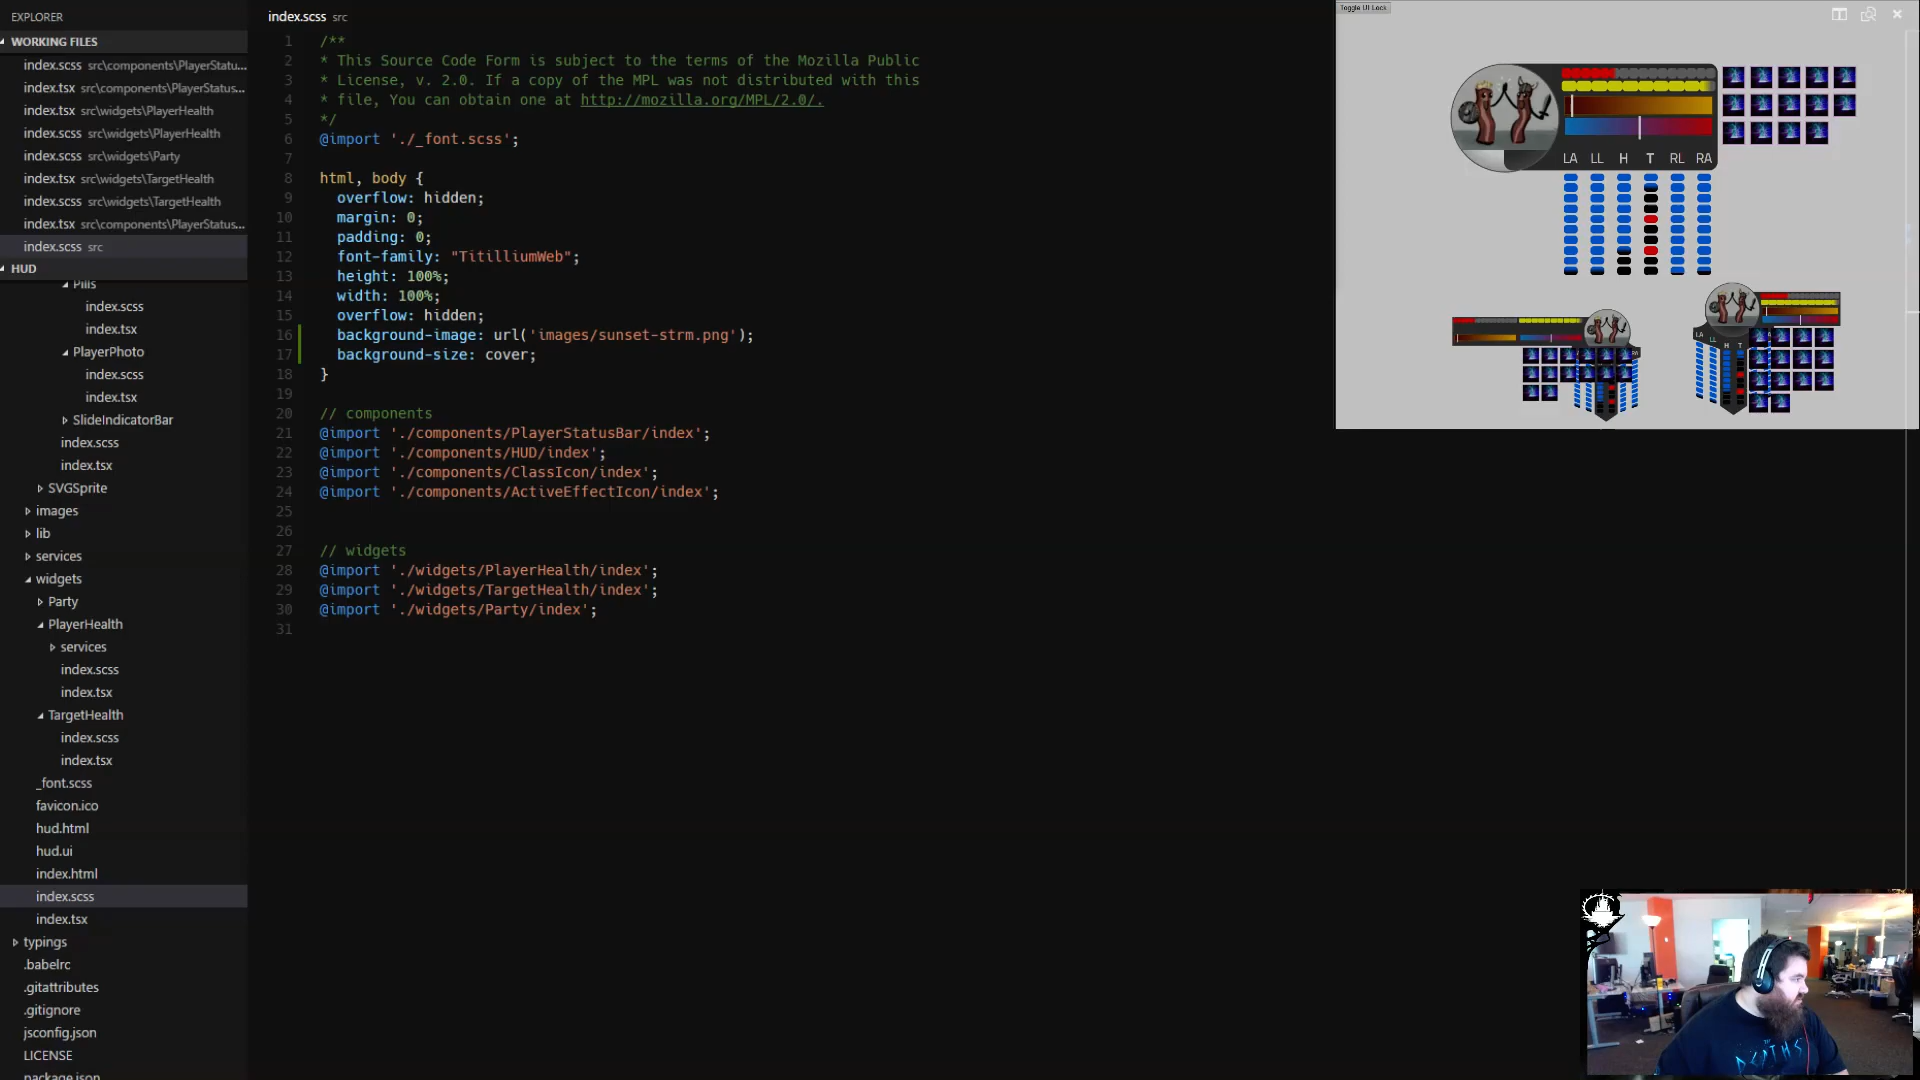 EXPLORER
WORKING FILES
index.scss src\components\PlayerStatu...
index.tsx src\components\PlayerStatus...
index.tsx src\widgets\PlayerHealth
index.scss src\widgets\PlayerHealth
index.tsx src\widgets\Party
index.tsx src\widgets\TargetHealth
index.scss src\widgets\TargetHealth
index.tsx src\components\PlayerStatus...
index.scss src
HUD
Pills
index.scss
index.tsx
PlayerPhoto
index.scss
index.tsx
SlideIndicatorBar
index.scss
index.tsx
SVGSprite
images
lib
services
widgets
Party
PlayerHealth
services
index.scss
index.tsx
TargetHealth
index.scss
index.tsx
_font.scss
favicon.ico
hud.html
hud.ui
index.html
index.scss
index.tsx
typings
.babelrc
.gitattributes
.gitignore
jsconfig.json
LICENSE
package.json
index.scss src
1 /**
2 * This Source Code Form is subject to the terms of the Mozilla Public
3 * License, v. 2.0. If a copy of the MPL was not distributed with this
4 * file, You can obtain one at http://mozilla.org/MPL/2.0/.
5 */
6 @import './_font.scss';
7
8 html, body {
9 overflow: hidden;
10 margin: 0;
11 padding: 0;
12 font-family: "TitilliumWeb";
13 height: 100%;
14 width: 100%;
15 overflow: hidden;
16 background-image: url('images/sunset-strm.png');
17 background-size: cover;
18 }
19
20 // components
21 @import './components/PlayerStatusBar/index';
22 @import './components/HUD/index';
23 @import './components/ClassIcon/index';
24 @import './components/ActiveEffectIcon/index';
25
26
27 // widgets
28 @import './widgets/PlayerHealth/index';
29 @import './widgets/TargetHealth/index';
30 @import './widgets/Party/index';
31
Toggle UI Lock
LA LL H T RL RA
RA
LA LL H T
DEPTHS